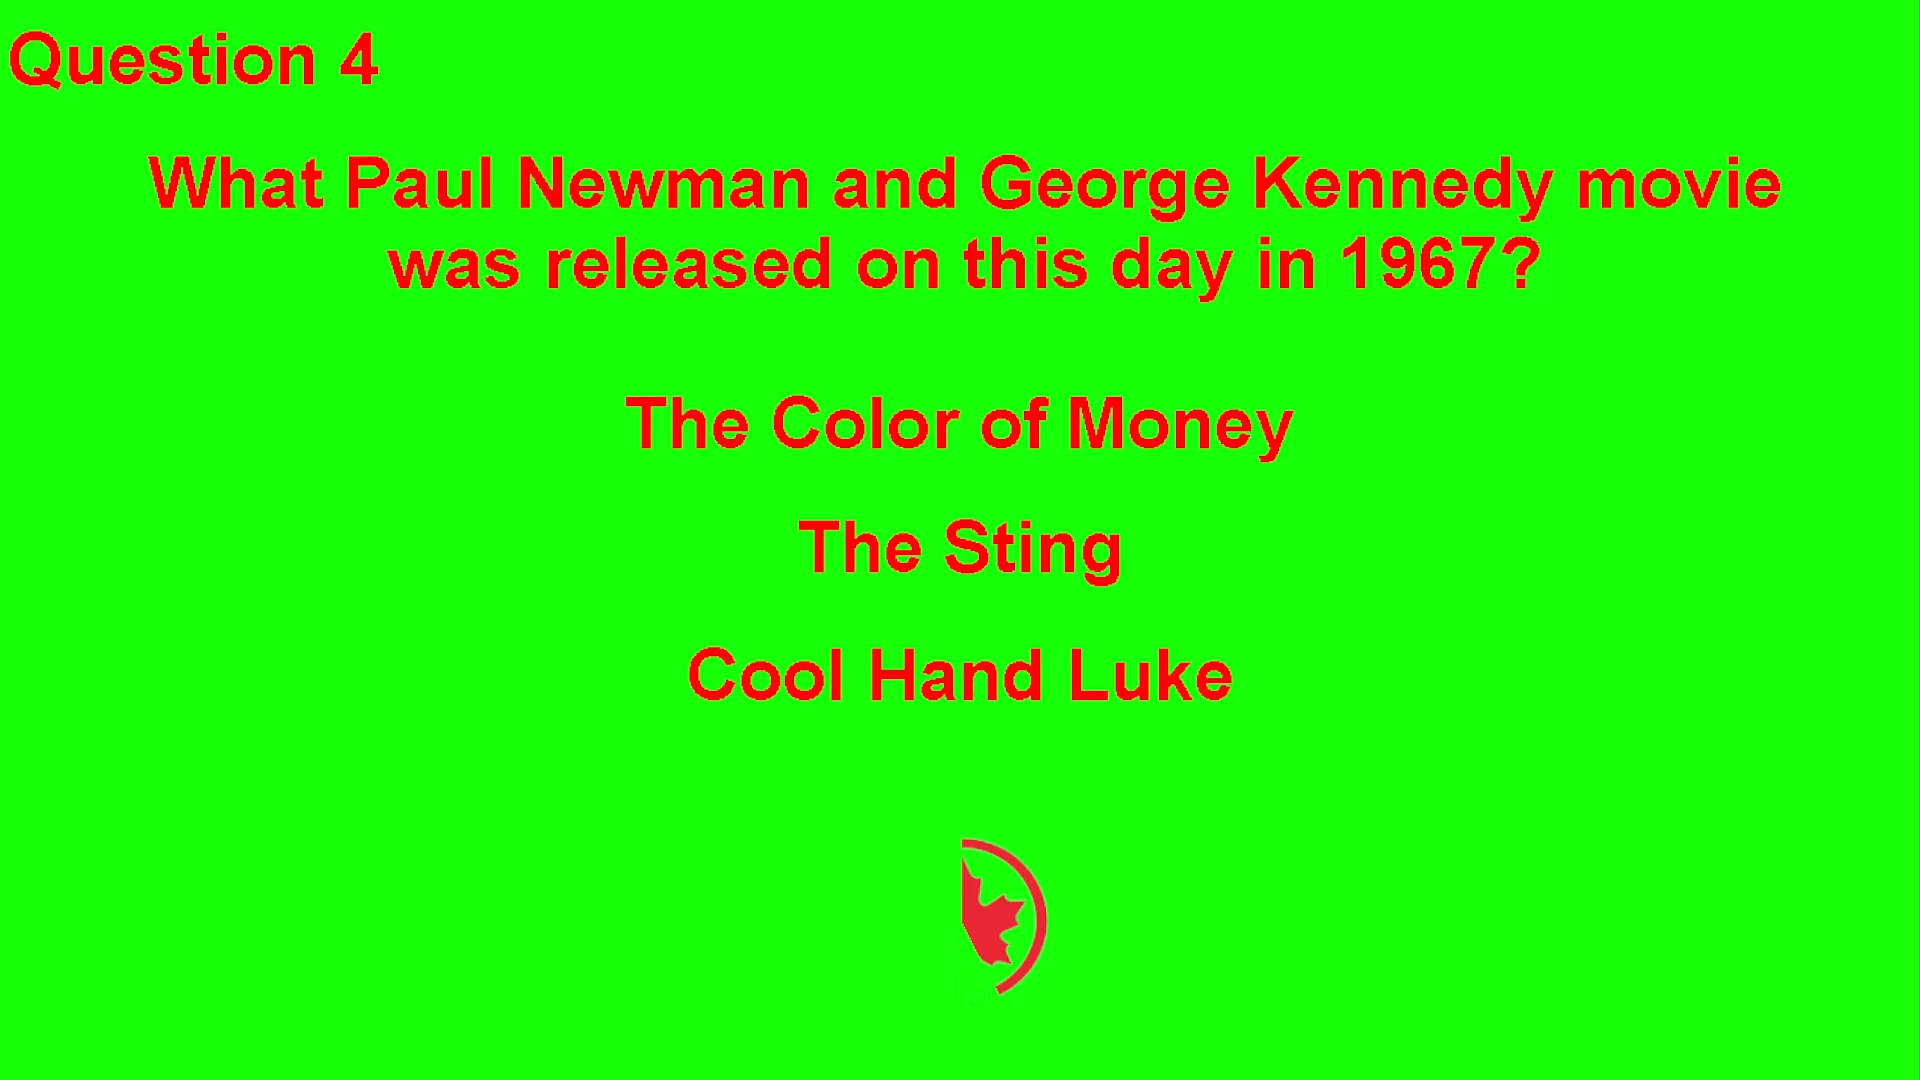 Question 4
What Paul Newman and George Kennedy movie
was released on this day in 1967?
The Color of Money
The Sting
Cool Hand Luke